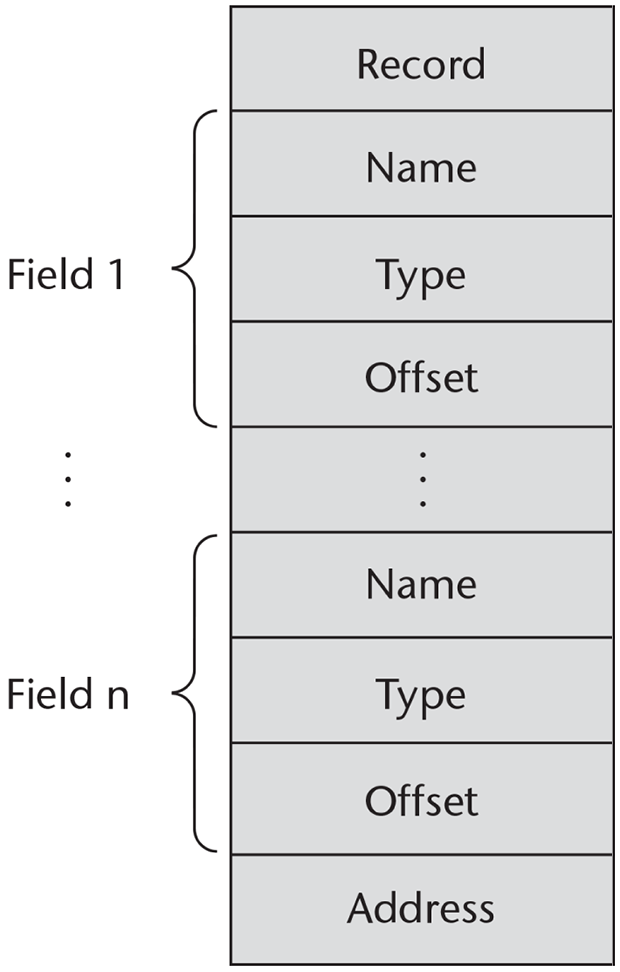 Record
Name
Field 1
Type
Offset
⋮ ⋮
Name
Field n
Type
Offset
Address